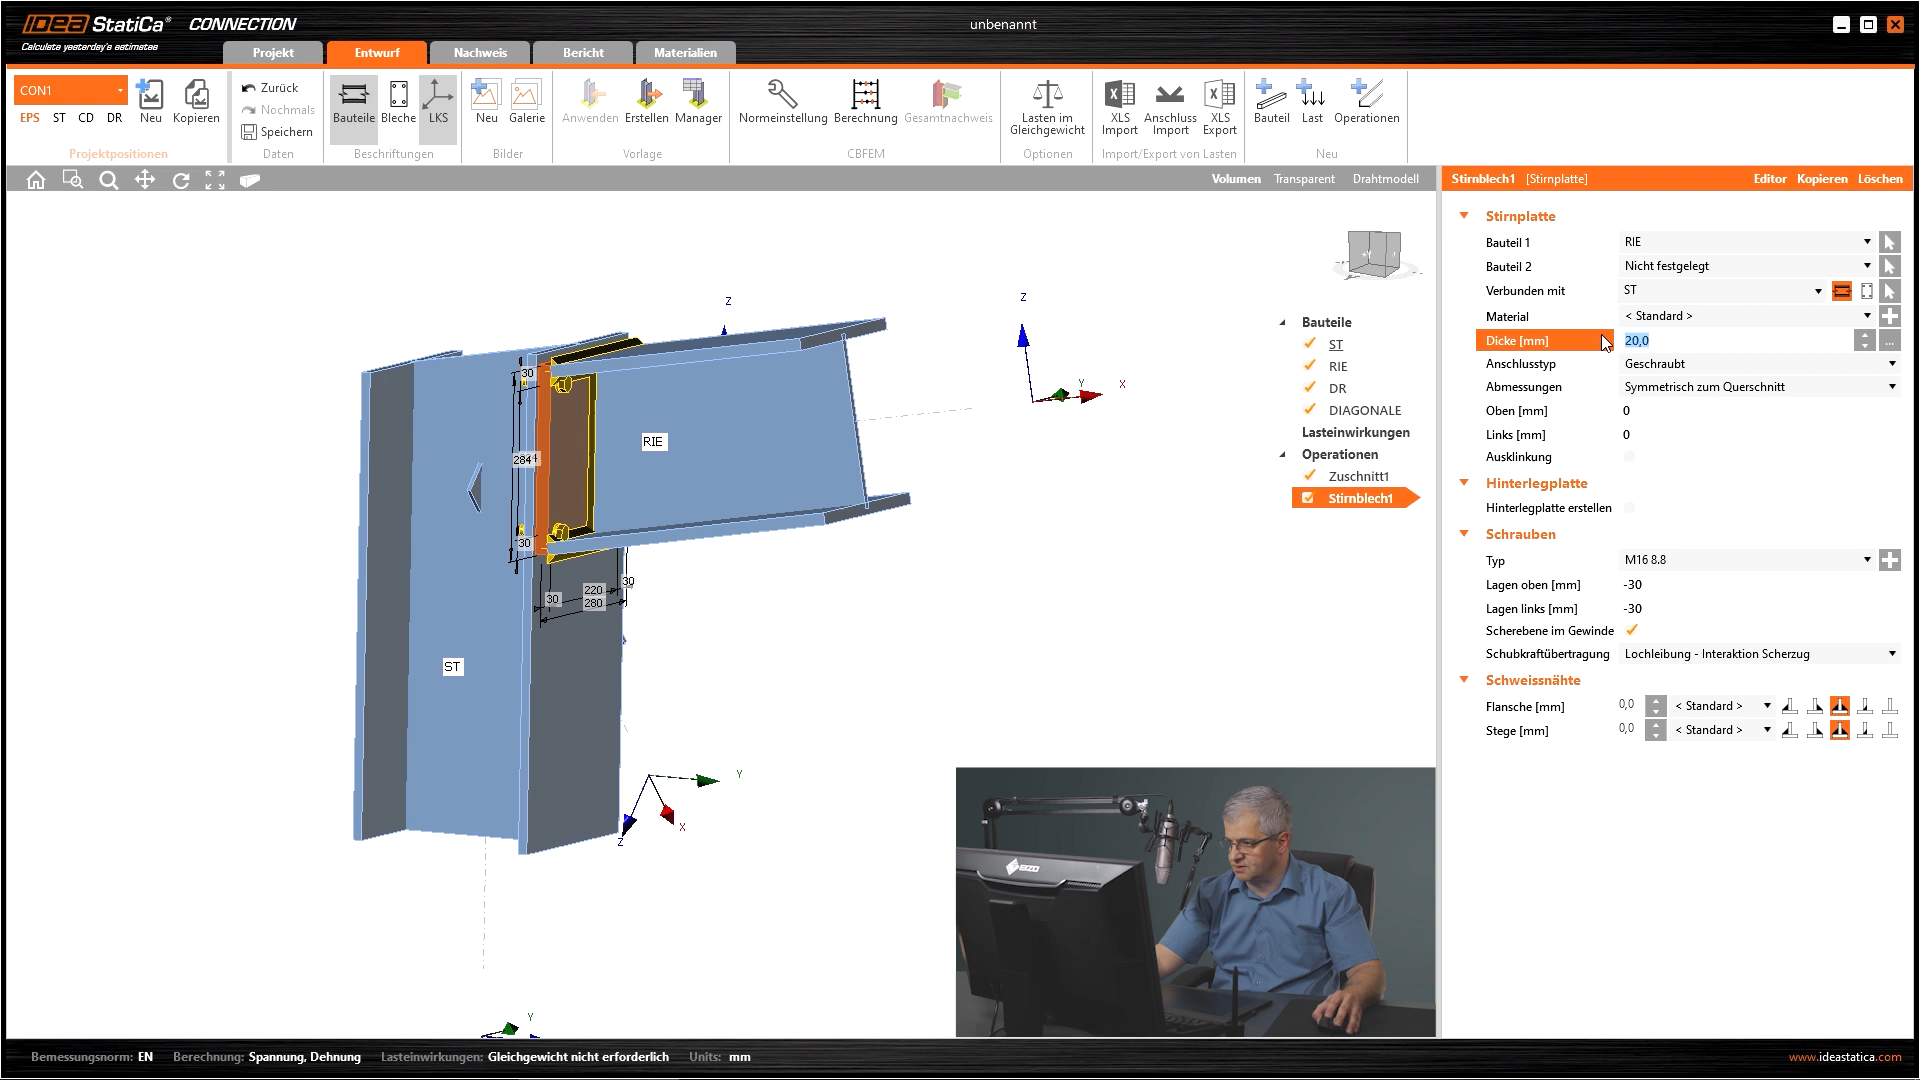 IDEA StatiCa® CONNECTION
Calculate yesterday's estimates
unbenannt
Projekt
Entwurf
Nachweis
Bericht
Materialien
CON1
EPS ST CD DR
Neu
Kopieren
Projektpositionen
Zurück
Nochmals
Speichern
Daten
Bauteile
Bleche
LKS
Beschriftungen
Neu
Galerie
Bilder
Anwenden
Erstellen
Manager
Vorlage
Normeinstellung
Berechnung
Gesamtnachweis
CBFEM
Lasten im
Gleichgewicht
Optionen
XLS
Import
Anschluss
Import
XLS
Export
Import/Export von Lasten
Bauteil
Last
Operationen
Neu
Volumen
Transparent
Drahtmodell
Stirnblech1 [Stirnplatte]
Editor
Kopieren
Löschen
Stirnplatte
Bauteil 1 RIE
Bauteil 2 Nicht festgelegt
Verbunden mit ST
Material < Standard >
Dicke [mm] 20,0
Anschlusstyp Geschraubt
Abmessungen Symmetrisch zum Querschnitt
Oben [mm] 0
Links [mm] 0
Ausklinkung
Hinterlegplatte
Hinterlegplatte erstellen
Schrauben
Typ M16 8.8
Lagen oben [mm] -30
Lagen links [mm] -30
Scherebene im Gewinde
Schubkraftübertragung Lochleibung - Interaktion Scherzug
Schweissnähte
Flansche [mm] 0,0 < Standard >
Stege [mm] 0,0 < Standard >
Bauteile
ST
RIE
DR
DIAGONALE
Lasteinwirkungen
Operationen
Zuschnitt1
Stirnblech1
Z
Z
Y
X
30
RIE
284
30
30
220
280
30
ST
Y
X
Z
Y
EIZO
Bemessungsnorm: EN
Berechnung: Spannung, Dehnung
Lasteinwirkungen: Gleichgewicht nicht erforderlich
Units: mm
www.ideastatica.com